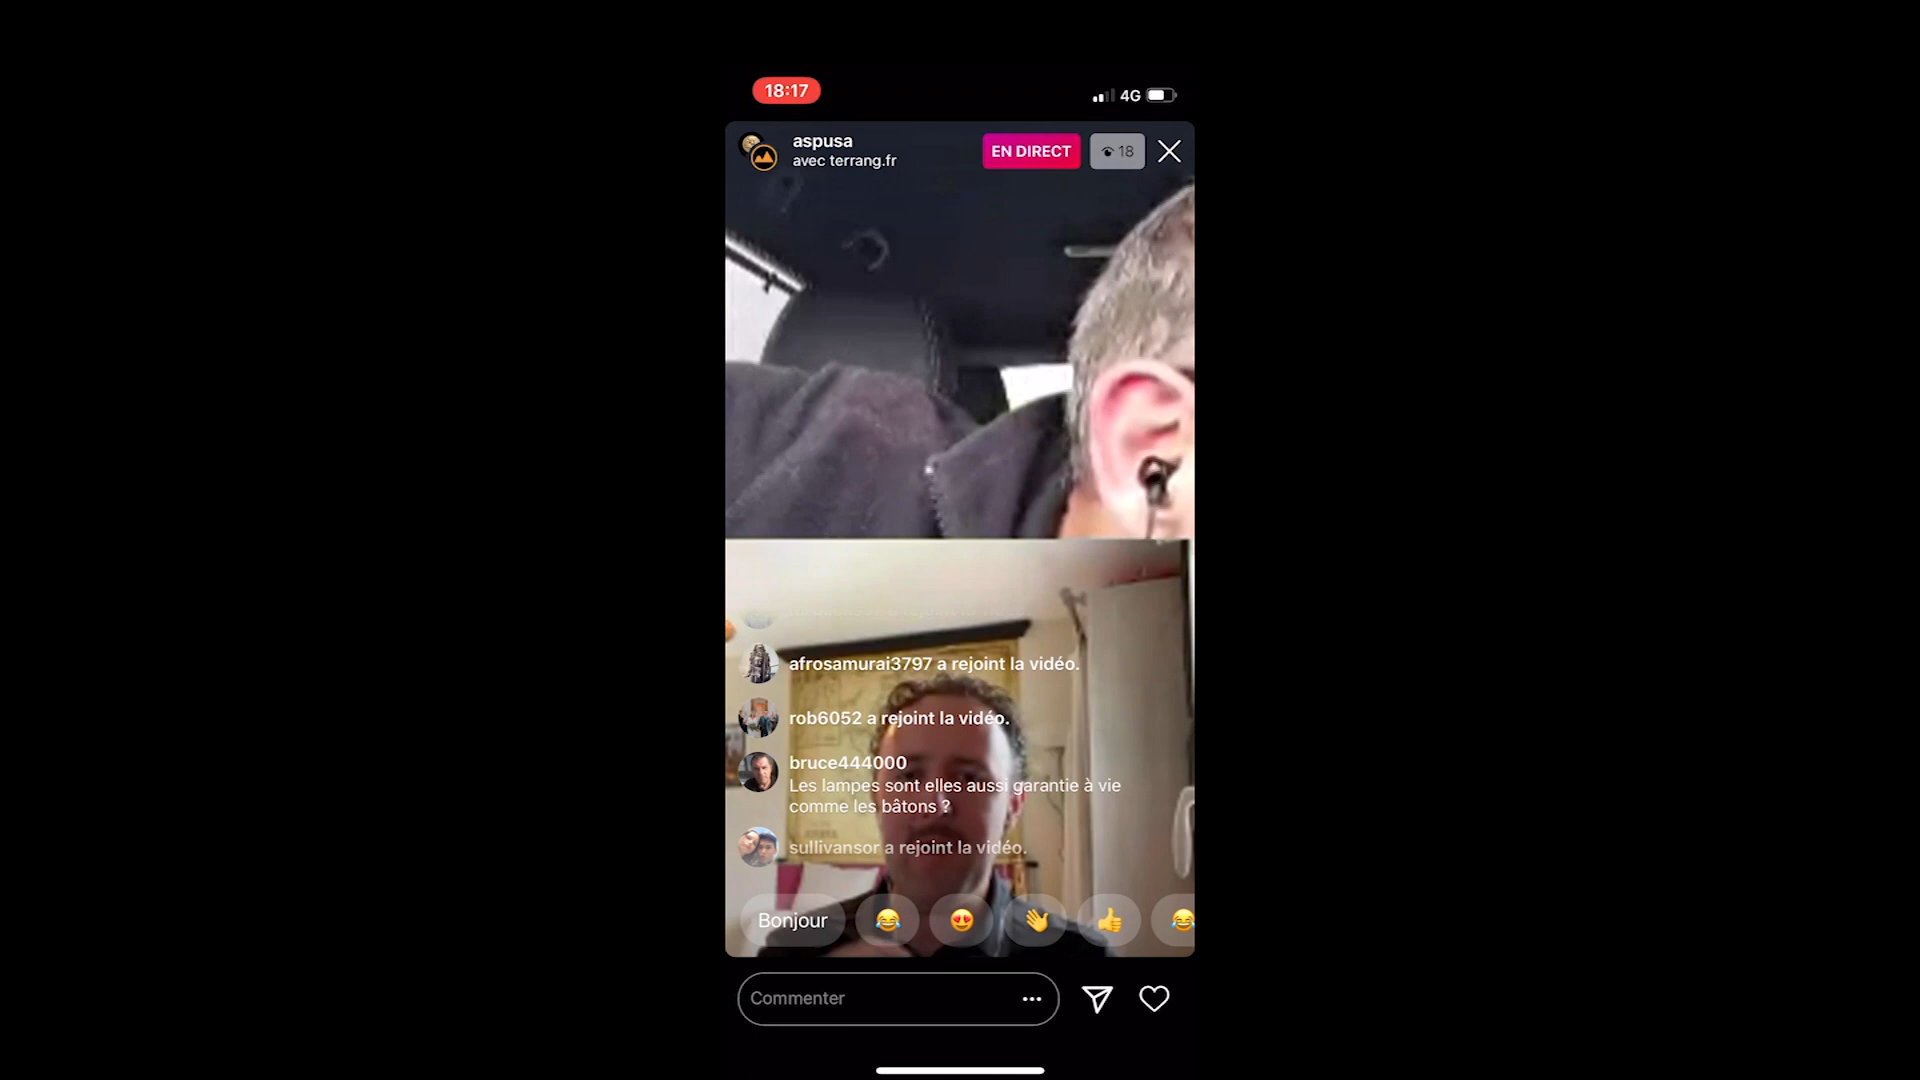 18:17
4G
aspusa
avec terrang.fr
EN DIRECT
18
afrosamurai3797 a rejoint la vidéo.
rob6052 a rejoint la vidéo.
bruce444000
Les lampes sont elles aussi garantie à vie
comme les bâtons ?
sullivansor a rejoint la vidéo.
Bonjour
Commenter